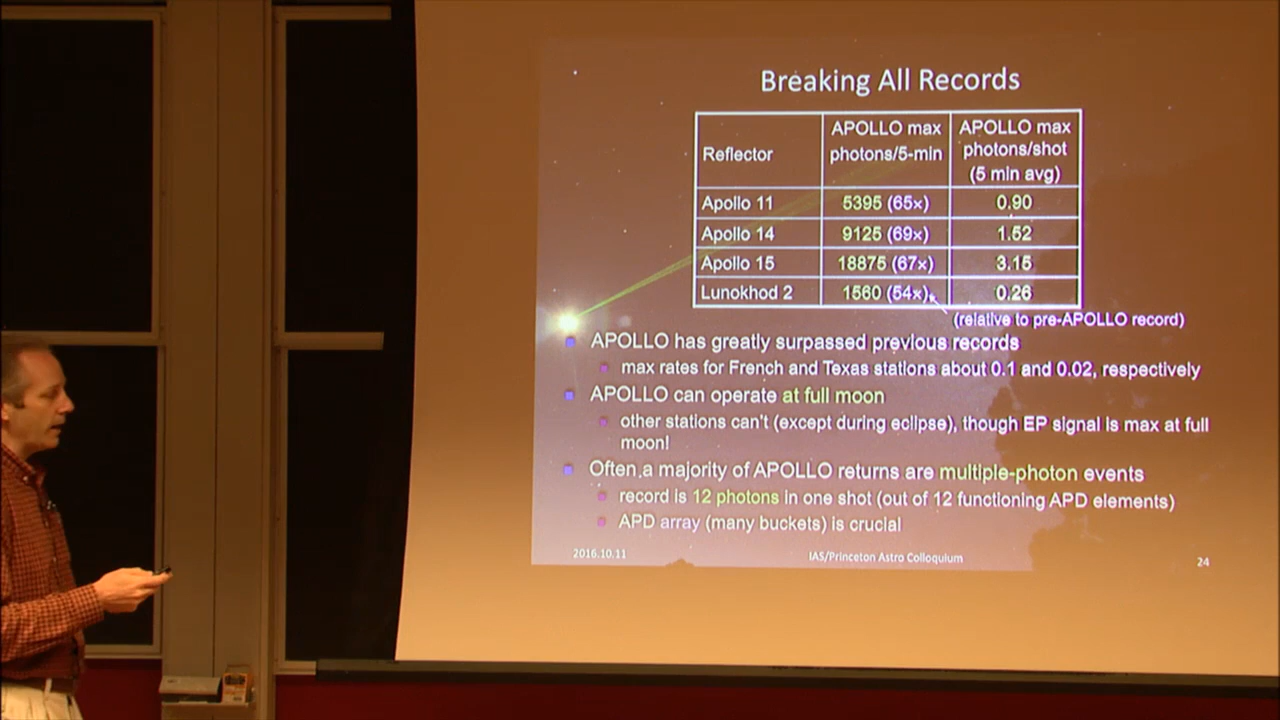 Breaking All Records
Reflector
APOLLO max
photons/5-min
APOLLO max
photons/shot
(5 min avg)
Apollo 11 5395 (65×) 0.90
Apollo 14 9125 (69×) 1.52
Apollo 15 18875 (67×) 3.15
Lunokhod 2 1560 (54×) 0.26
(relative to pre-APOLLO record)
APOLLO has greatly surpassed previous records
max rates for French and Texas stations about 0.1 and 0.02, respectively
APOLLO can operate at full moon
other stations can't (except during eclipse), though EP signal is max at full
moon!
Often a majority of APOLLO returns are multiple-photon events
record is 12 photons in one shot (out of 12 functioning APD elements)
APD array (many buckets) is crucial
2016.10.11 IAS/Princeton Astro Colloquium 24